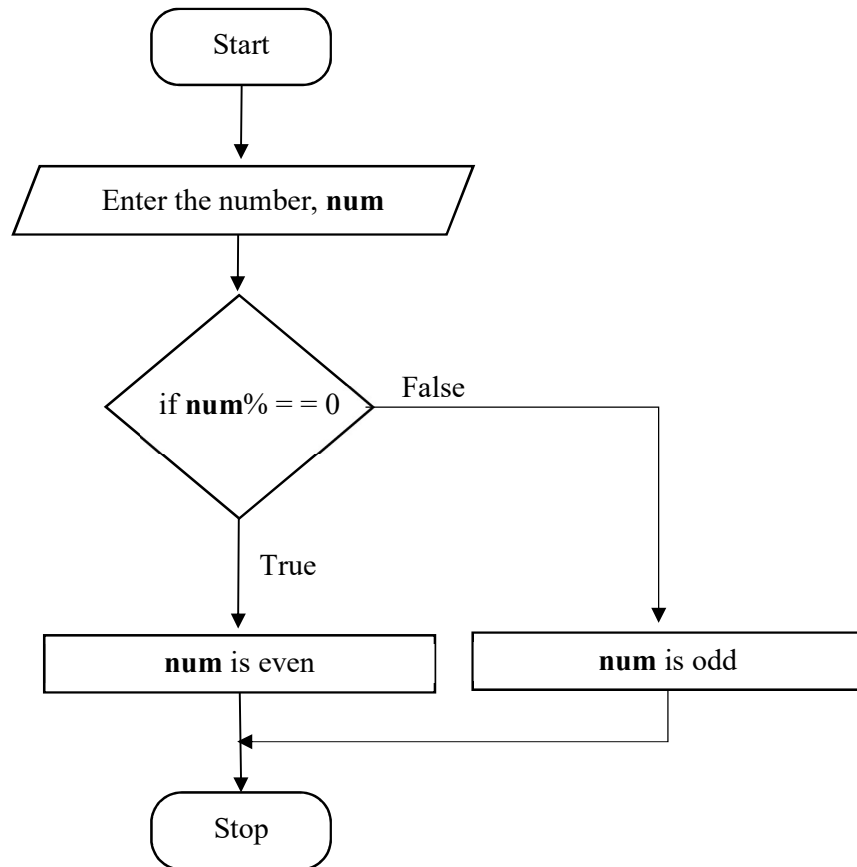 Start
Enter the number, num
if num% = = 0
False
True
num is even
num is odd
Stop